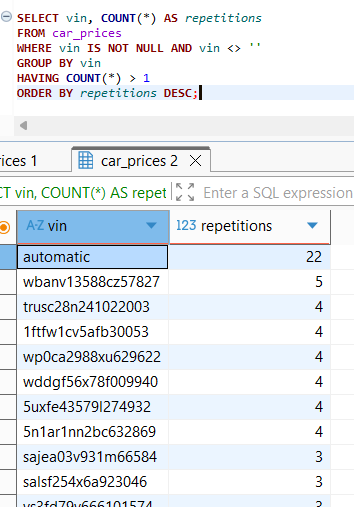 SELECT vin, COUNT(*) AS repetitions
FROM car_prices
WHERE vin IS NOT NULL AND vin <> ''
GROUP BY vin
HAVING COUNT(*) > 1
ORDER BY repetitions DESC;
rices 1 car_prices 2
CT vin, COUNT(*) AS repet Enter a SQL expression
A-Z vin 123 repetitions
automatic 22
wbanv13588cz57827 5
trusc28n241022003 4
1ftfw1cv5afb30053 4
wp0ca2988xu629622 4
wddgf56x78f009940 4
5uxfe43579l274932 4
5n1ar1nn2bc632869 4
sajea03v931m66584 3
salsf254x6a923046 3
vs3fd79v666101574 3